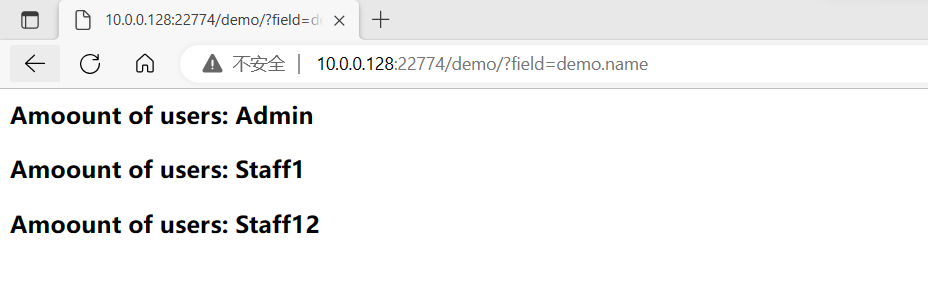 10.0.0.128:22774/demo/?field=d
不安全 | 10.0.0.128:22774/demo/?field=demo.name
Amoount of users: Admin
Amoount of users: Staff1
Amoount of users: Staff12